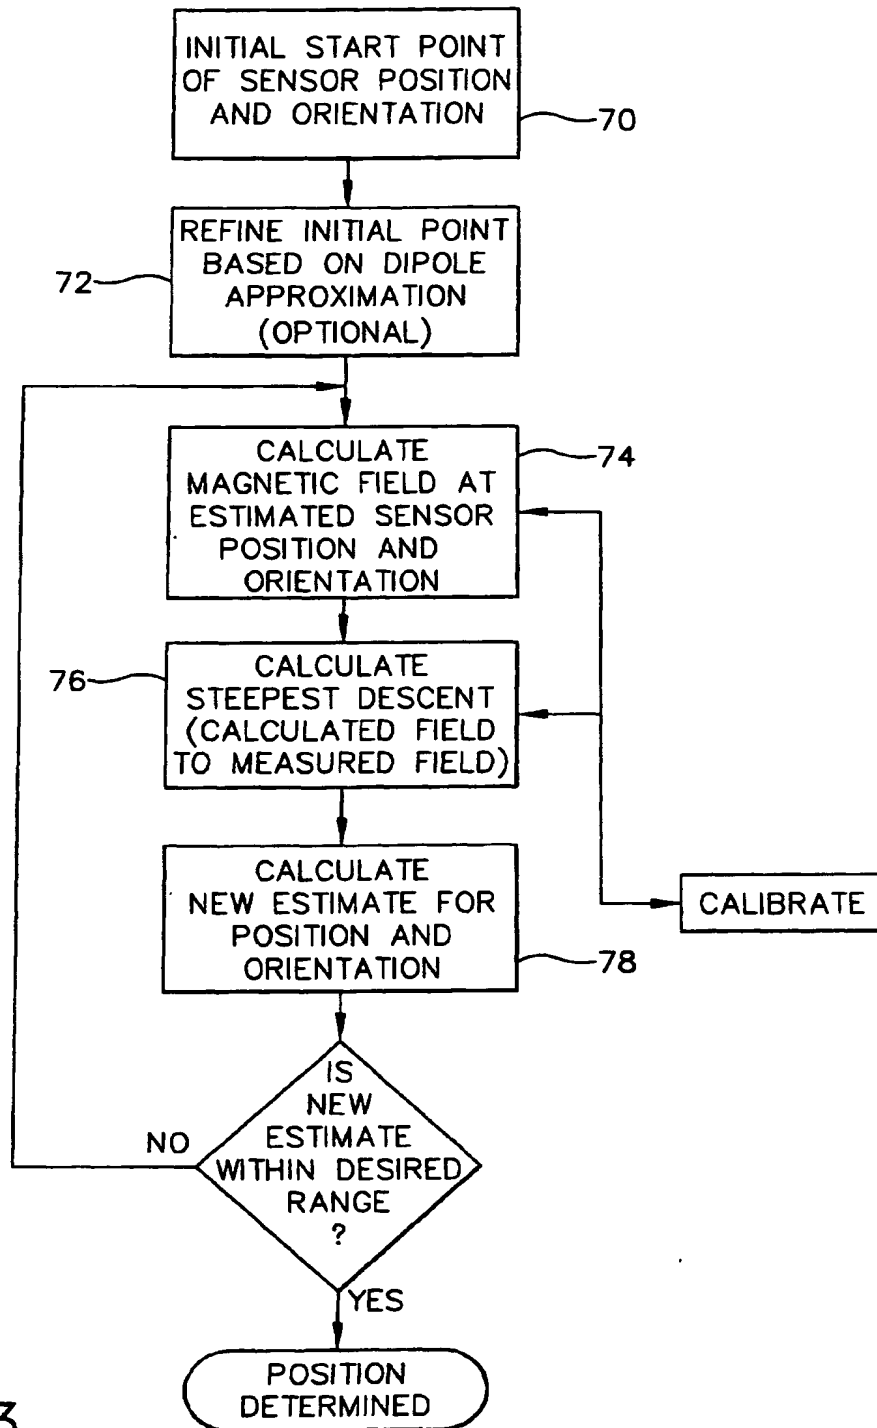 INITIAL START POINT
OF SENSOR POSITION
AND ORIENTATION
70
REFINE INITIAL POINT
BASED ON DIPOLE
APPROXIMATION
(OPTIONAL)
72
CALCULATE
MAGNETIC FIELD AT
ESTIMATED SENSOR
POSITION AND
ORIENTATION
74
CALCULATE
STEEPEST DESCENT
(CALCULATED FIELD
TO MEASURED FIELD)
76
CALCULATE
NEW ESTIMATE FOR
POSITION AND
ORIENTATION
78
CALIBRATE
IS
NEW
ESTIMATE
WITHIN DESIRED
RANGE
?
NO
YES
POSITION
DETERMINED
3